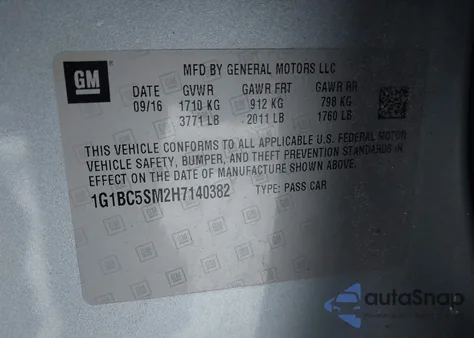 GM
MFD BY GENERAL MOTORS LLC
DATE GVWR GAWR FRT GAWR RR
09/16 1710 KG 912 KG 798 KG
3771 LB 2011 LB 1760 LB
THIS VEHICLE CONFORMS TO ALL APPLICABLE U.S. FEDERAL MOTOR
VEHICLE SAFETY, BUMPER, AND THEFT PREVENTION STANDARDS IN
EFFECT ON THE DATE OF MANUFACTURE SHOWN ABOVE.
1G1BC5SM2H7140382 TYPE: PASS CAR
autoSnap